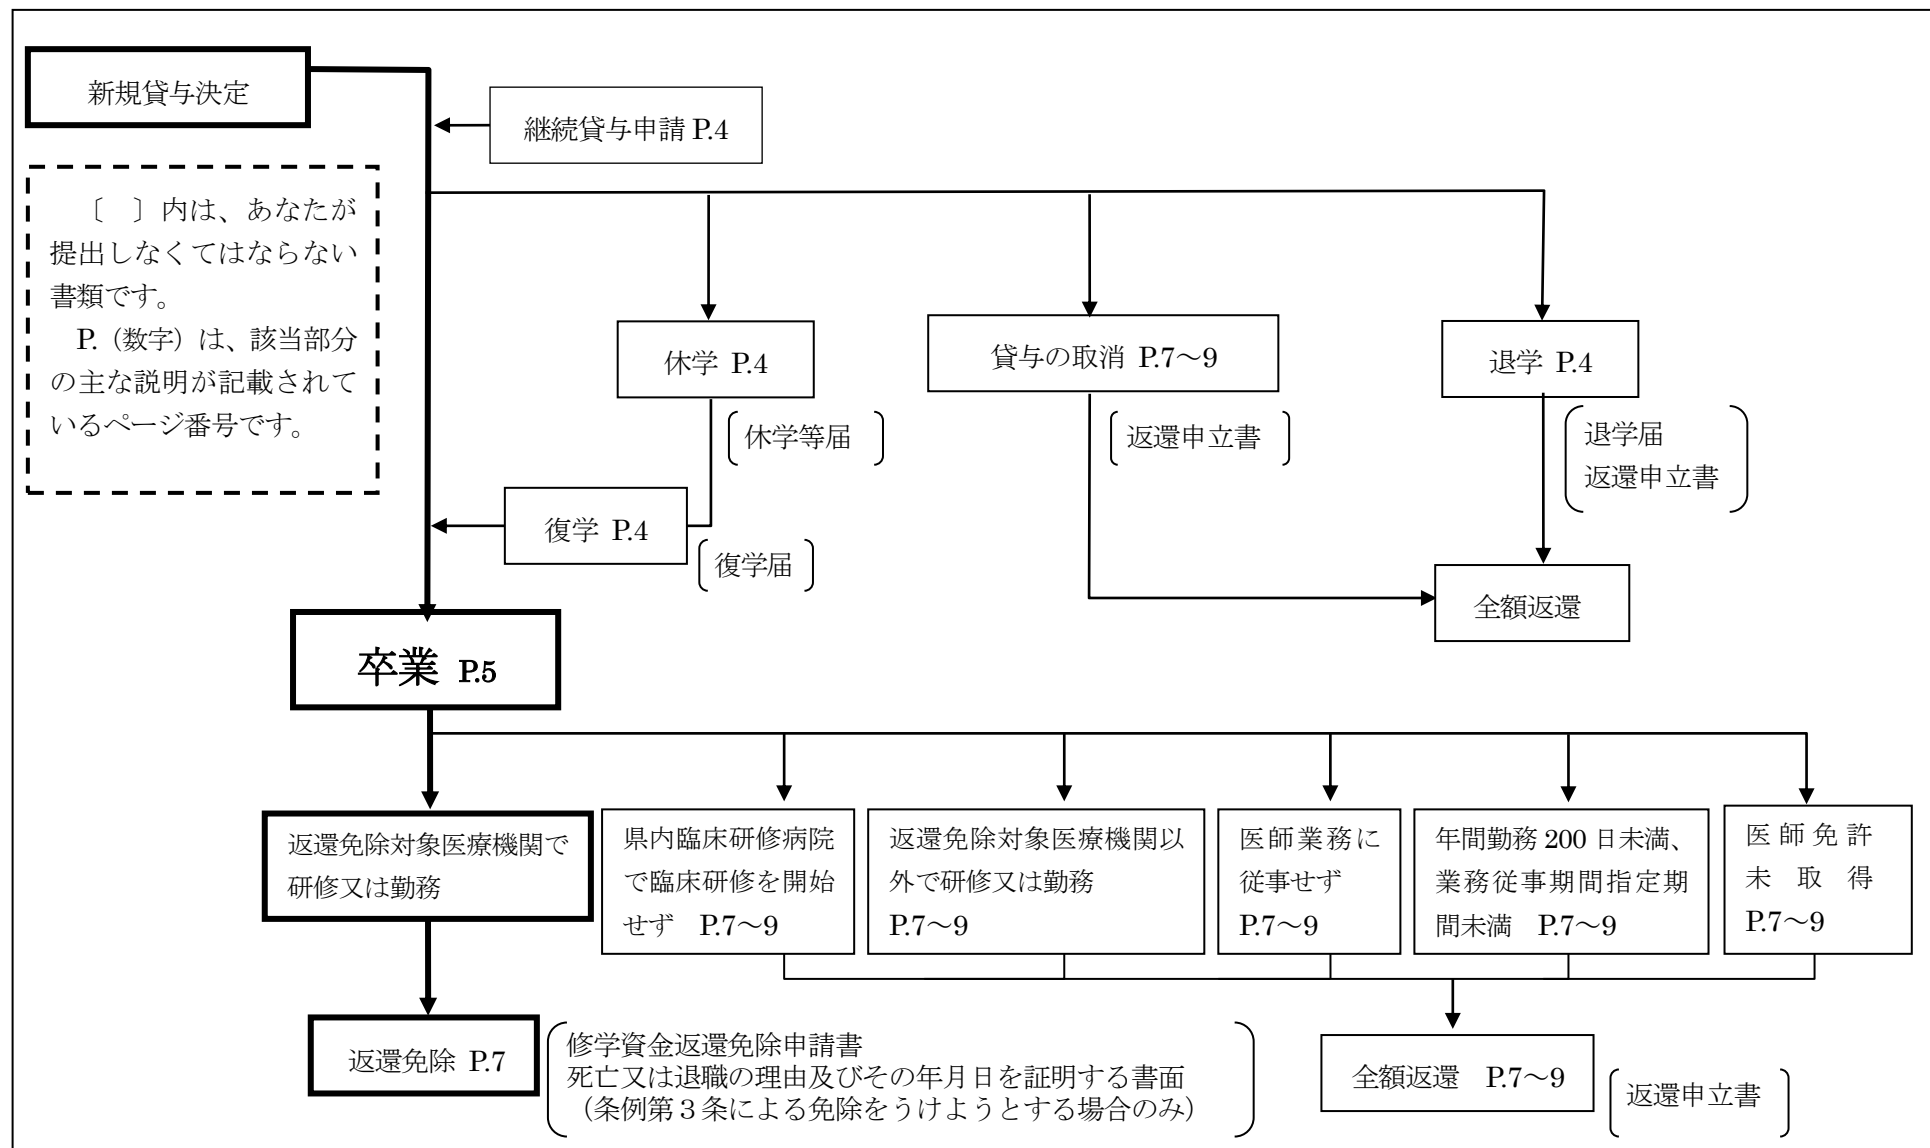 新規貸与決定
継続貸与申請 P.4
〔　〕内は、あなたが
提出しなくてはならない
書類です。
P.（数字）は、該当部分
の主な説明が記載されて
いるページ番号です。
休学 P.4
貸与の取消 P.7～9
退学 P.4
休学等届
返還申立書
退学届
返還申立書
復学 P.4
復学届
全額返還
卒業 P.5
返還免除対象医療機関で
研修又は勤務
県内臨床研修病院
で臨床研修を開始
せず　P.7～9
返還免除対象医療機関以
外で研修又は勤務
P.7～9
医師業務に
従事せず
P.7～9
年間勤務 200 日未満、
業務従事期間指定期
間未満　P.7～9
医師免許
未取得
P.7～9
返還免除 P.7
修学資金返還免除申請書
死亡又は退職の理由及びその年月日を証明する書面
（条例第３条による免除をうけようとする場合のみ）
全額返還　P.7～9
返還申立書